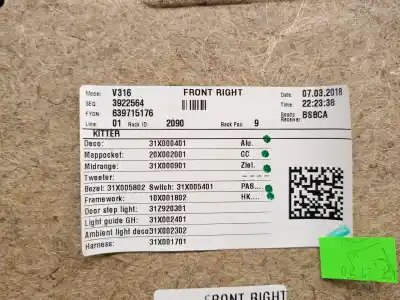 Model: V316 FRONT RIGHT Date: 07.03.2018
SEQ: 3922564 Time: 22:23:38
FYON: 639715176 Goods Receiver: BS8CA
Line: 01 Rack ID 2090 Rack Pos: 9
KITTER
Deco: 31X000401 Alu.
Mappocket: 20X002001 CC
Midrange: 31X000901 Ziel.
Tweeter: -- ----
Bezel: 31X005802 Switch: 31X005401 PAS....
Framework: 10X001802 HK....
Door step light: 31Z920301
Light guide GH: 31X002401
Ambient light deco 31X002302
Harness: 31X001701
FRONT RIGHT